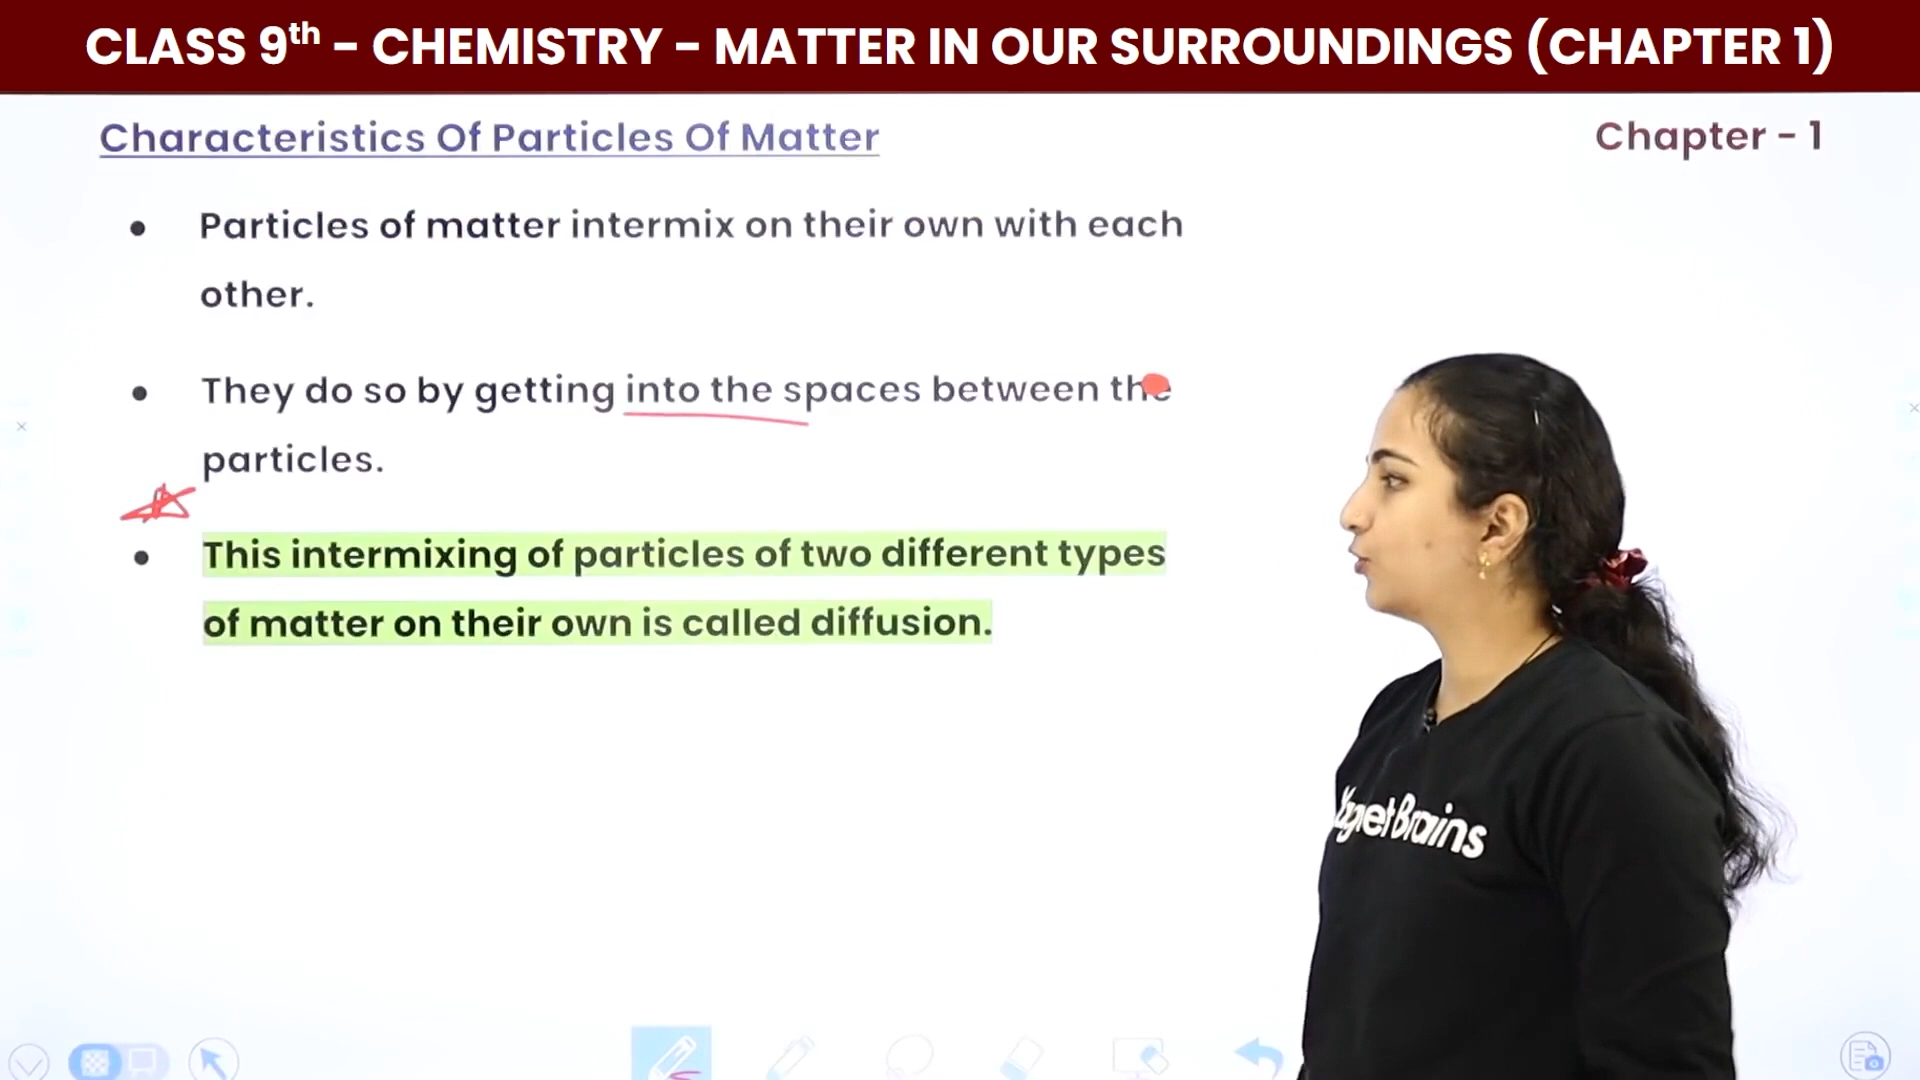 CLASS 9th – CHEMISTRY – MATTER IN OUR SURROUNDINGS (CHAPTER 1)
Characteristics Of Particles Of Matter
Chapter - 1
• Particles of matter intermix on their own with each
other.
• They do so by getting into the spaces between the
particles.
• This intermixing of particles of two different types
of matter on their own is called diffusion.
gnetBrains